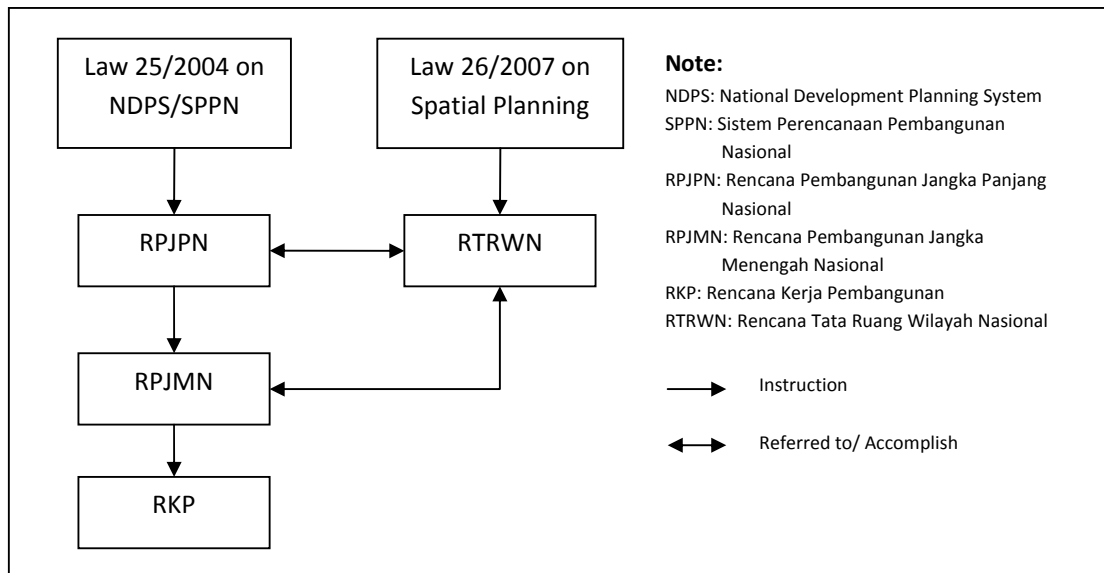 Law 25/2004 on
NDPS/SPPN
Law 26/2007 on
Spatial Planning
RPJPN
RTRWN
RPJMN
RKP
Note:
NDPS: National Development Planning System
SPPN: Sistem Perencanaan Pembangunan
Nasional
RPJPN: Rencana Pembangunan Jangka Panjang
Nasional
RPJMN: Rencana Pembangunan Jangka
Menengah Nasional
RKP: Rencana Kerja Pembangunan
RTRWN: Rencana Tata Ruang Wilayah Nasional
Instruction
Referred to/ Accomplish